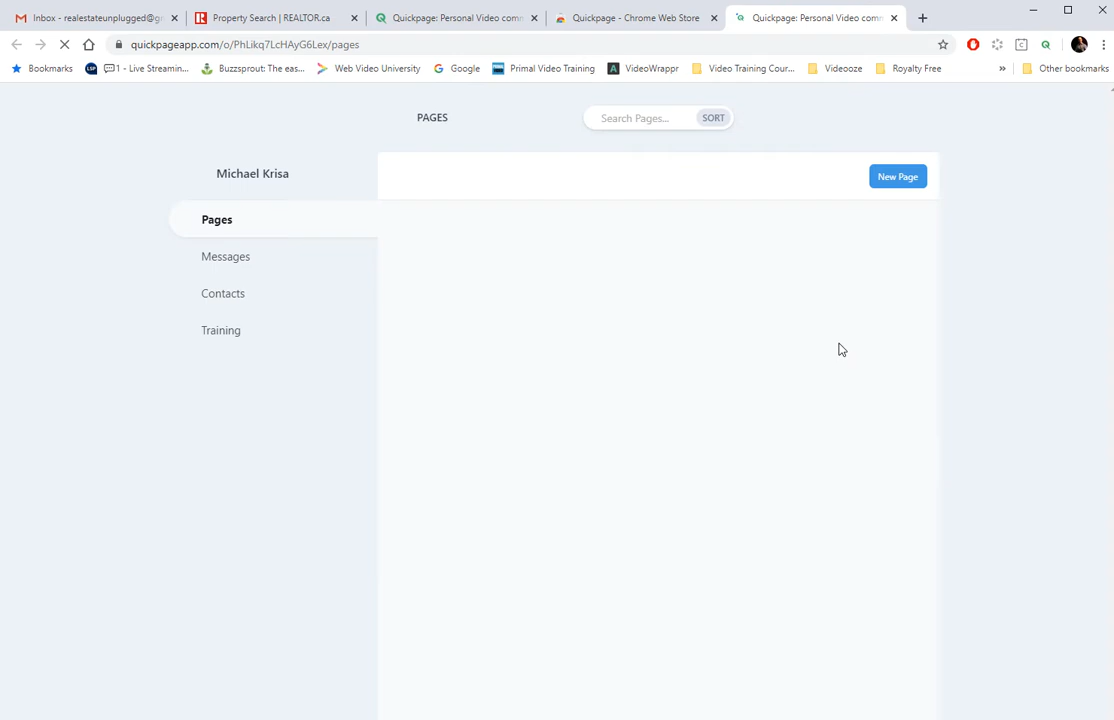 Inbox - realestateunplugged@gr
Property Search | REALTOR.ca
Quickpage: Personal Video comm
Quickpage - Chrome Web Store
Quickpage: Personal Video comm
quickpageapp.com/o/PhLikq7LcHAyG6Lex/pages
Bookmarks
LSP
1 - Live Streamin...
Buzzsprout: The eas...
Web Video University
Google
Primal Video Training
VideoWrappr
Video Training Cour...
Videooze
Royalty Free
»
Other bookmarks
PAGES
Search Pages...
SORT
Michael Krisa
New Page
Pages
Messages
Contacts
Training